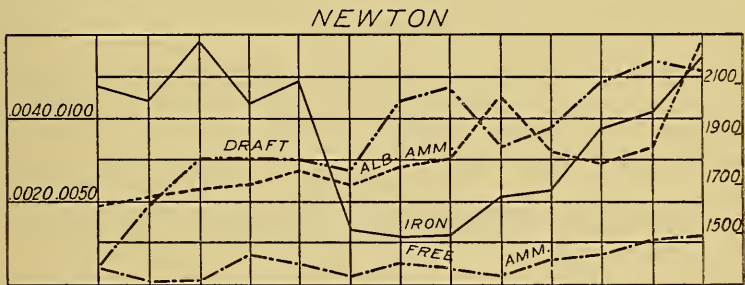 NEWTON
2100
.0040 .0100
DRAFT
ALB. AMM.
1900
.0020 .0050
1700
IRON
FREE AMM.
1500